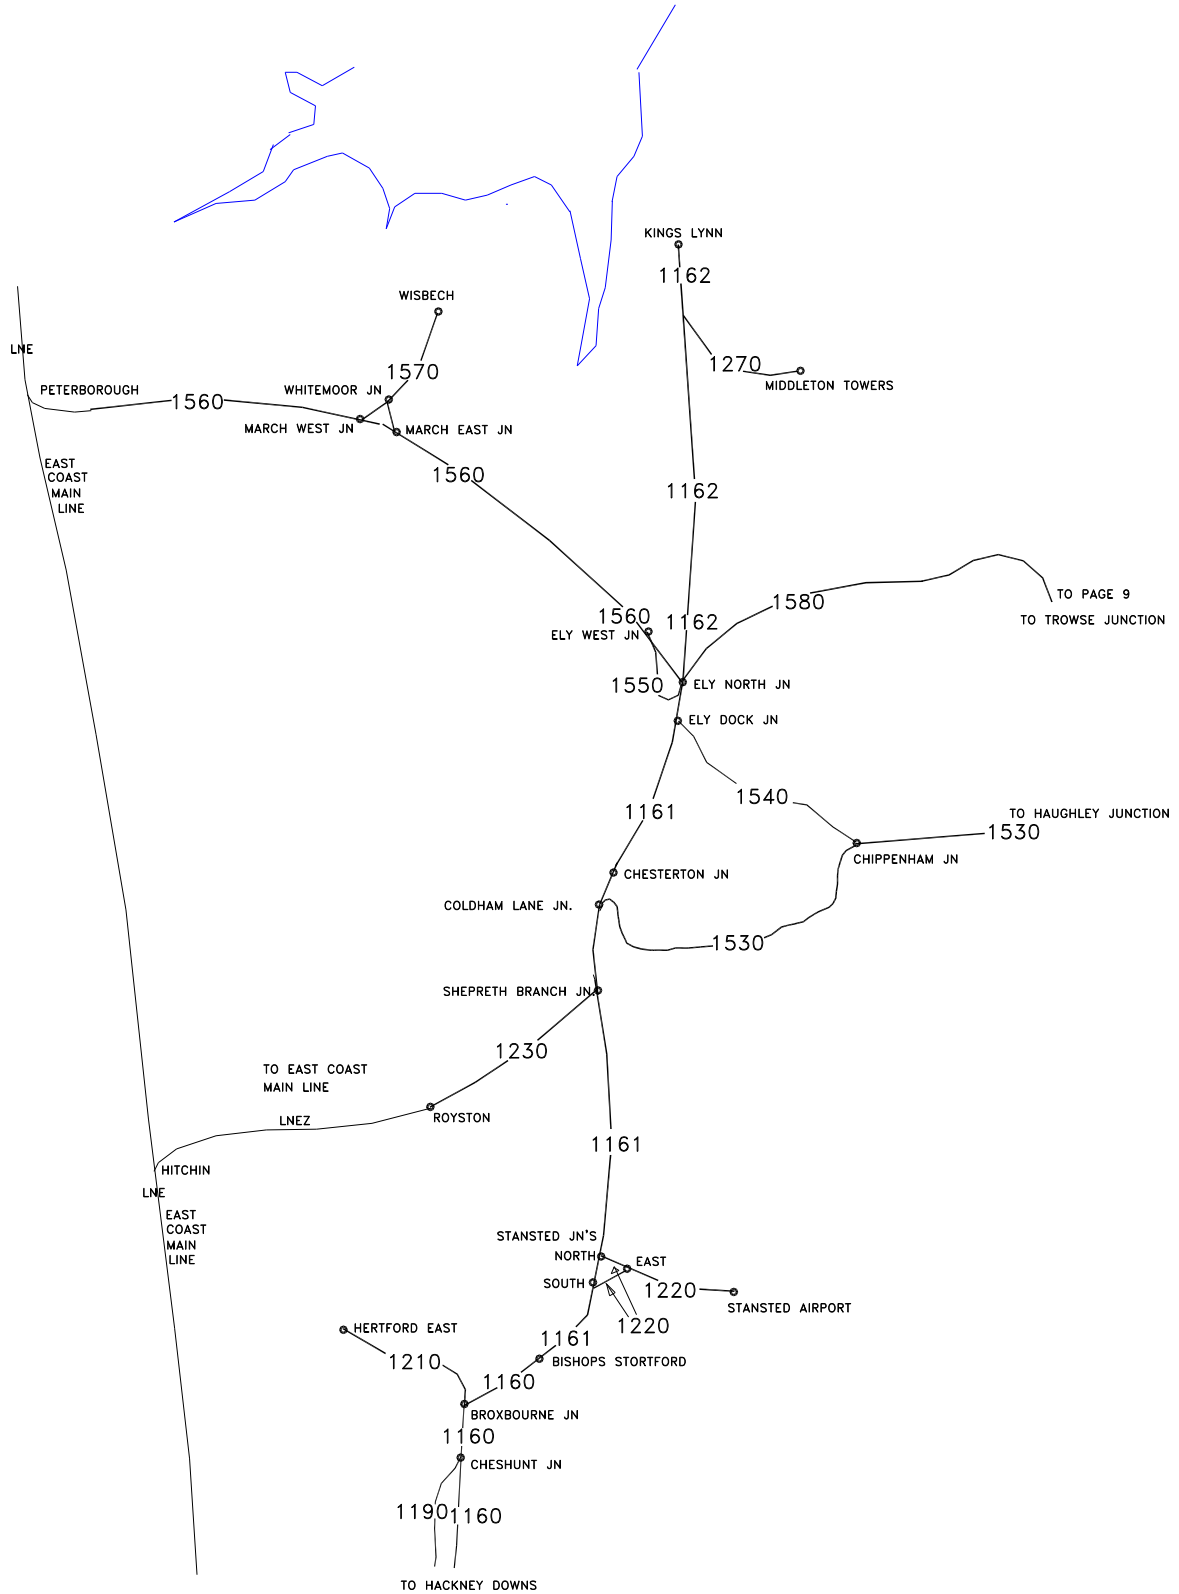 KINGS LYNN
1162
WISBECH
LNE
1270
1570
MIDDLETON TOWERS
PETERBOROUGH
WHITEMOOR JN
1560
MARCH WEST JN
MARCH EAST JN
EAST
COAST
MAIN
LINE
1560
1162
1580
TO PAGE 9
TO TROWSE JUNCTION
1560
1162
ELY WEST JN
1550
ELY NORTH JN
ELY DOCK JN
1540
1161
TO HAUGHLEY JUNCTION
1530
CHIPPENHAM JN
CHESTERTON JN
COLDHAM LANE JN.
1530
SHEPRETH BRANCH JN.
1230
TO EAST COAST
MAIN LINE
ROYSTON
LNEZ
1161
HITCHIN
LNE
EAST
COAST
MAIN
LINE
STANSTED JN'S
NORTH
EAST
SOUTH
1220
STANSTED AIRPORT
1220
HERTFORD EAST
1161
BISHOPS STORTFORD
1210
1160
BROXBOURNE JN
1160
CHESHUNT JN
1190
1160
TO HACKNEY DOWNS